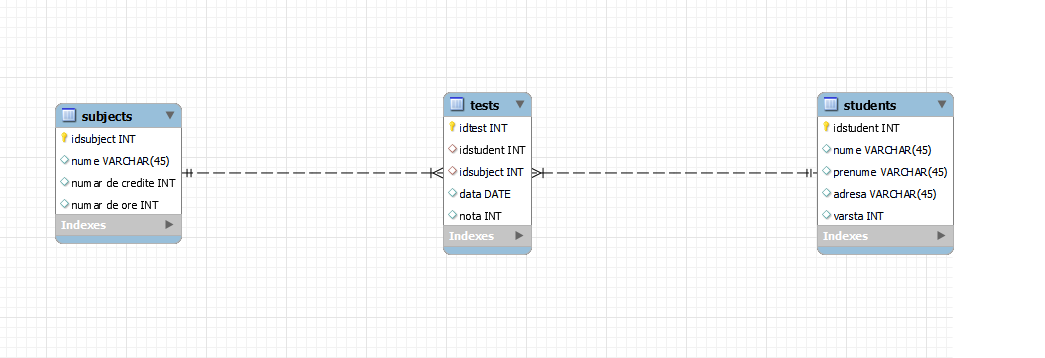 subjects
idsubject INT
nume VARCHAR(45)
numar de credite INT
numar de ore INT
Indexes
tests
idtest INT
idstudent INT
idsubject INT
data DATE
nota INT
Indexes
students
idstudent INT
nume VARCHAR(45)
prenume VARCHAR(45)
adresa VARCHAR(45)
varsta INT
Indexes